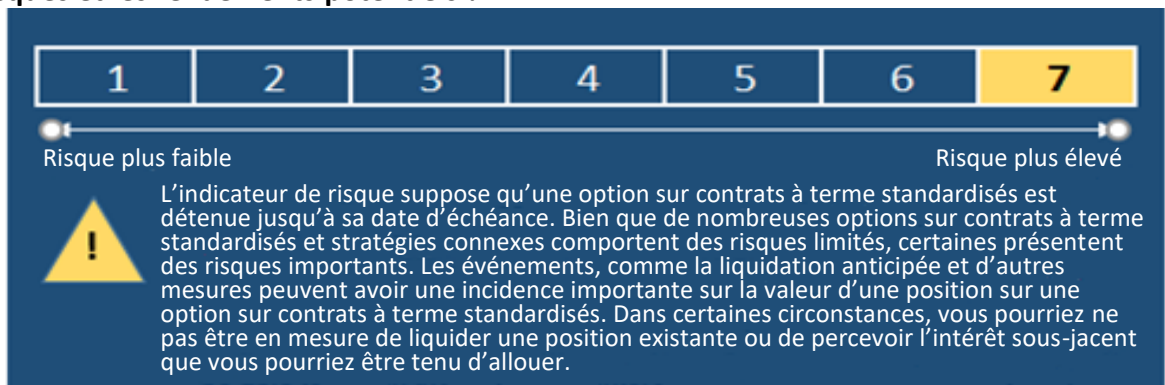 1 2 3 4 5 6 7
Risque plus faible Risque plus élevé
L'indicateur de risque suppose qu'une option sur contrats à terme standardisés est
détenue jusqu'à sa date d'échéance. Bien que de nombreuses options sur contrats à terme
! standardisés et stratégies connexes comportent des risques limités, certaines présentent
des risques importants. Les événements, comme la liquidation anticipée et d'autres
mesures peuvent avoir une incidence importante sur la valeur d'une position sur une
option sur contrats à terme standardisés. Dans certaines circonstances, vous pourriez ne
pas être en mesure de liquider une position existante ou de percevoir l'intérêt sous-jacent
que vous pourriez être tenu d'allouer.